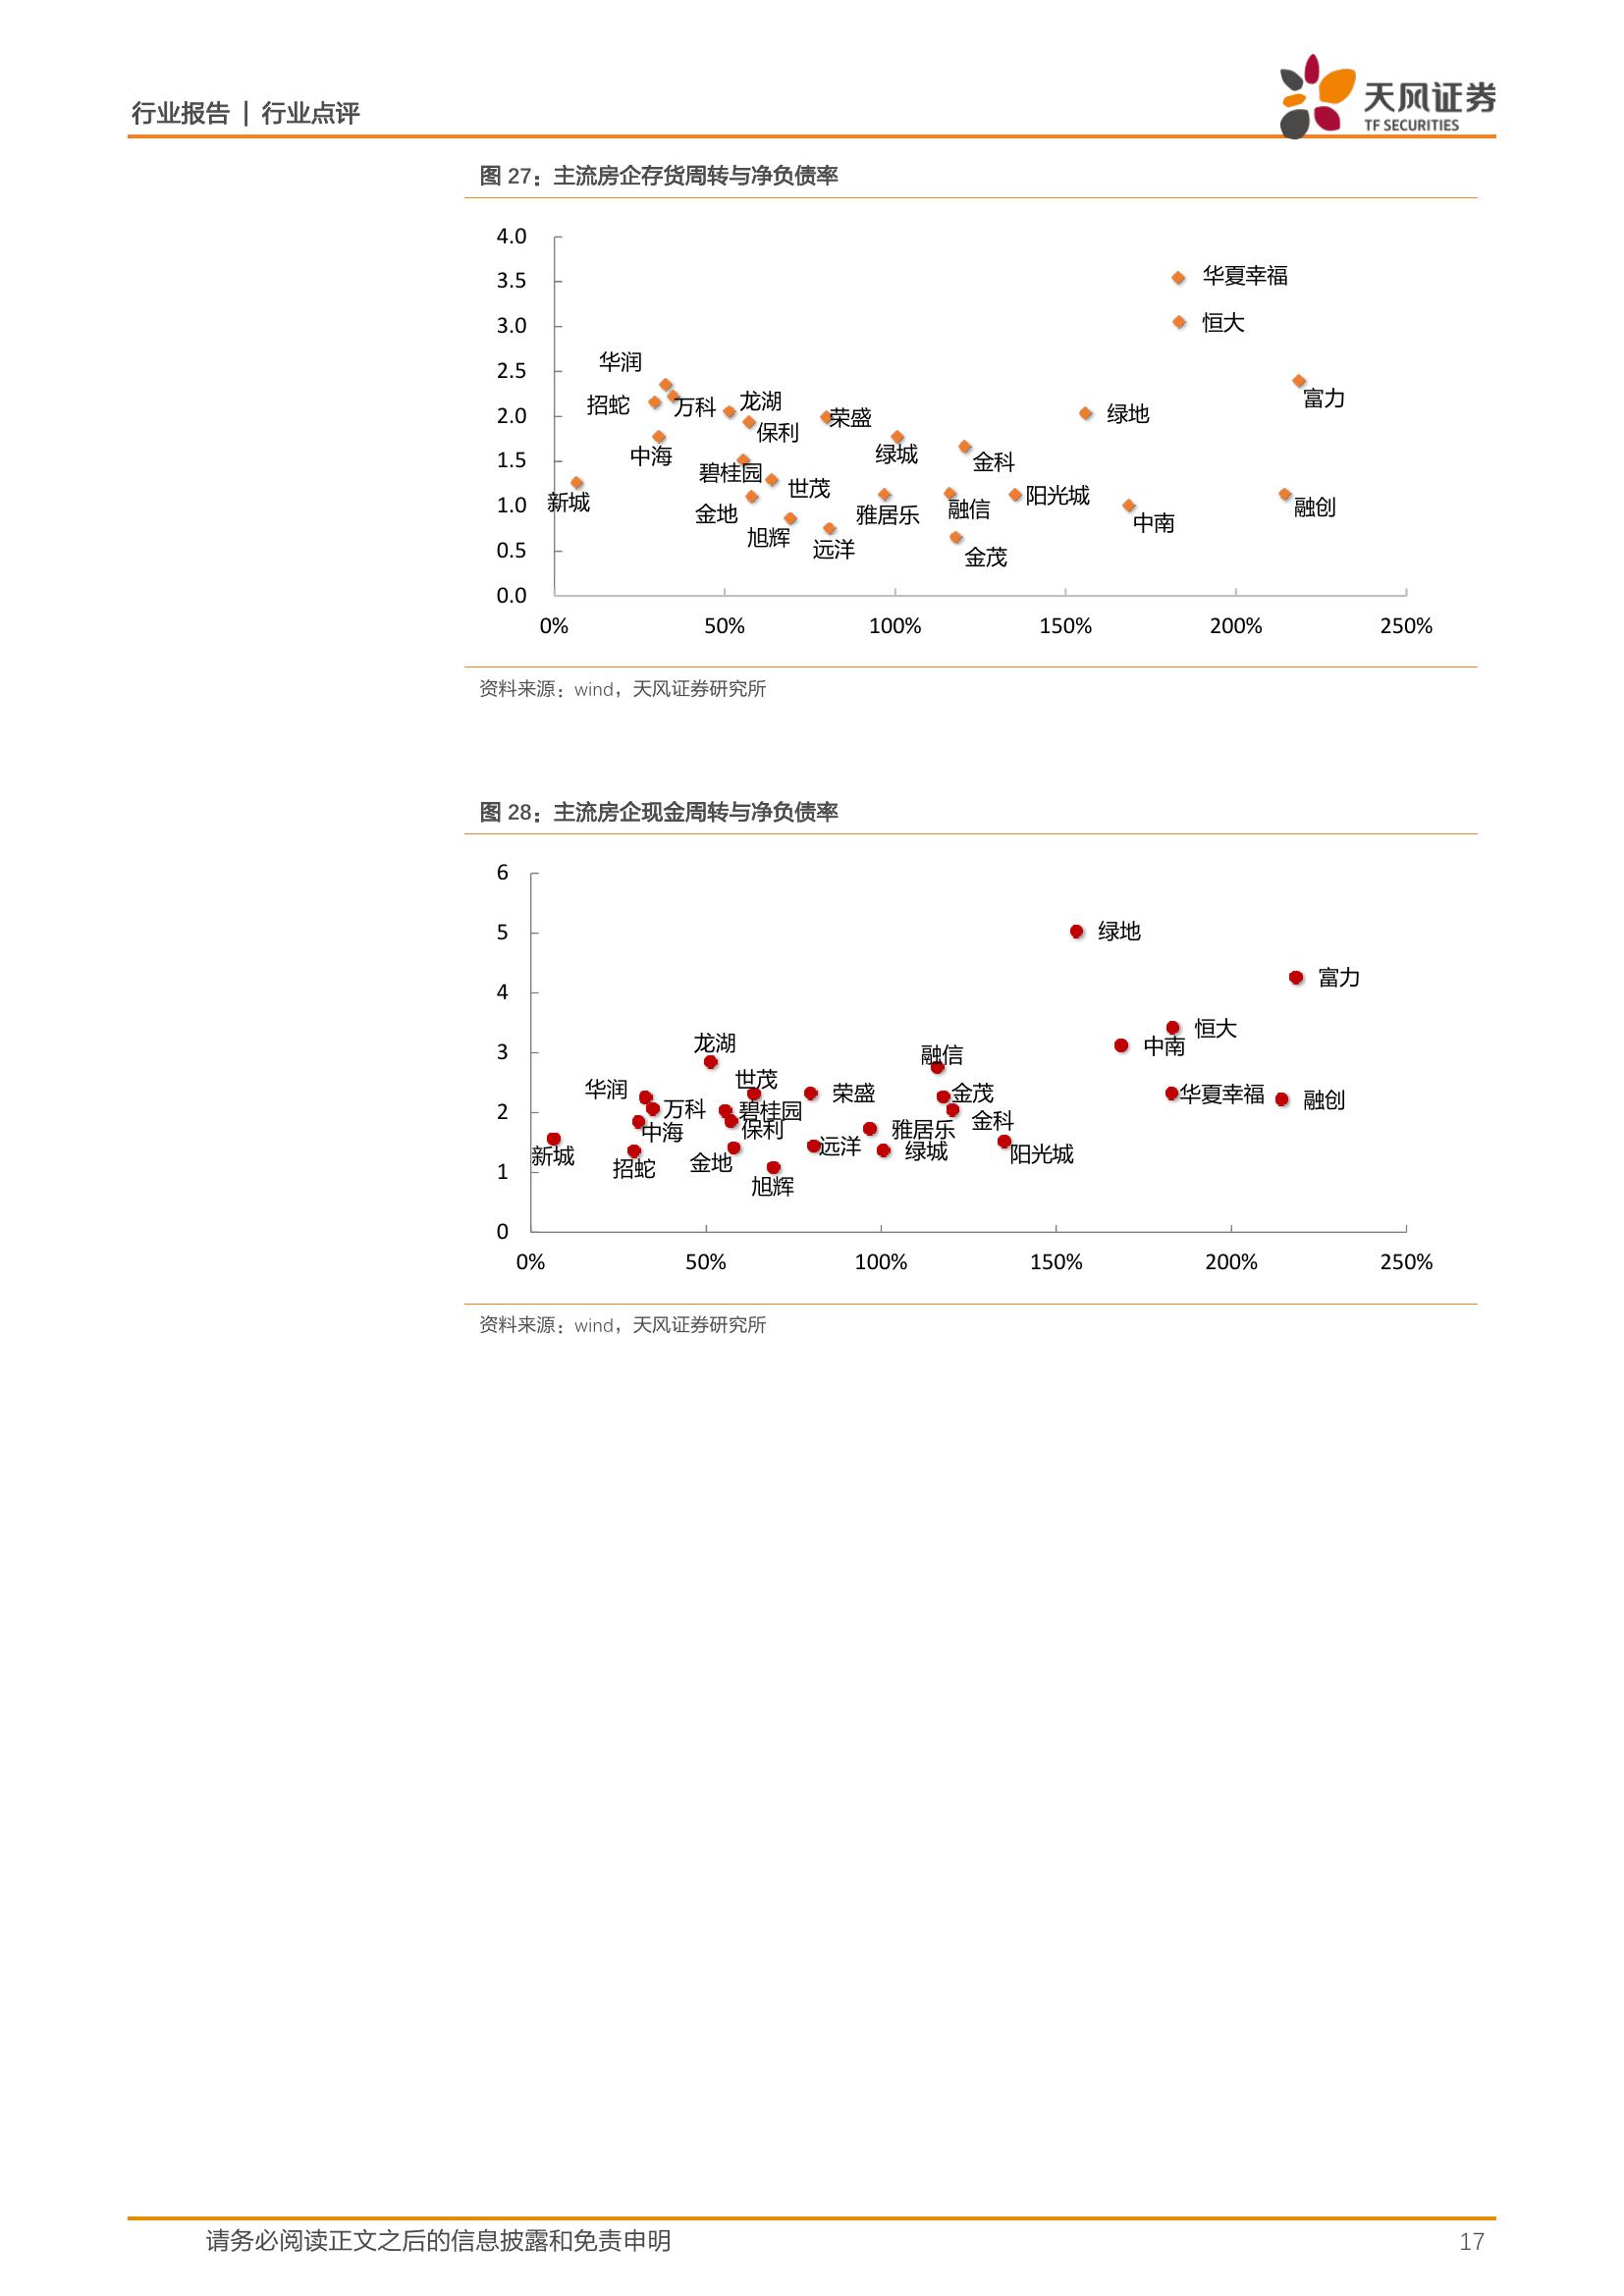 行业报告 | 行业点评
天风证券
TF SECURITIES
图 27：主流房企存货周转与净负债率
4.0
3.5
3.0
2.5
2.0
1.5
1.0
0.5
0.0
华夏幸福
恒大
华润
富力
招蛇
万科
龙湖
荣盛
绿地
保利
中海
绿城
金科
碧桂园
世茂
新城
金地
雅居乐
融信
阳光城
融创
旭辉
远洋
中南
金茂
0%
50%
100%
150%
200%
250%
资料来源：wind，天风证券研究所
图 28：主流房企现金周转与净负债率
6
5
4
3
2
1
0
绿地
富力
恒大
龙湖
中南
融信
世茂
华润
荣盛
金茂
华夏幸福
融创
万科
碧桂园
金科
中海
保利
雅居乐
新城
招蛇
金地
远洋
绿城
阳光城
旭辉
0%
50%
100%
150%
200%
250%
资料来源：wind，天风证券研究所
请务必阅读正文之后的信息披露和免责申明
17